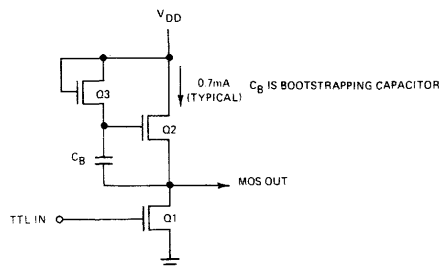 VDD
0.7mA
(TYPICAL)
CB IS BOOTSTRAPPING CAPACITOR
Q3
Q2
CB
MOS OUT
TTL IN
Q1